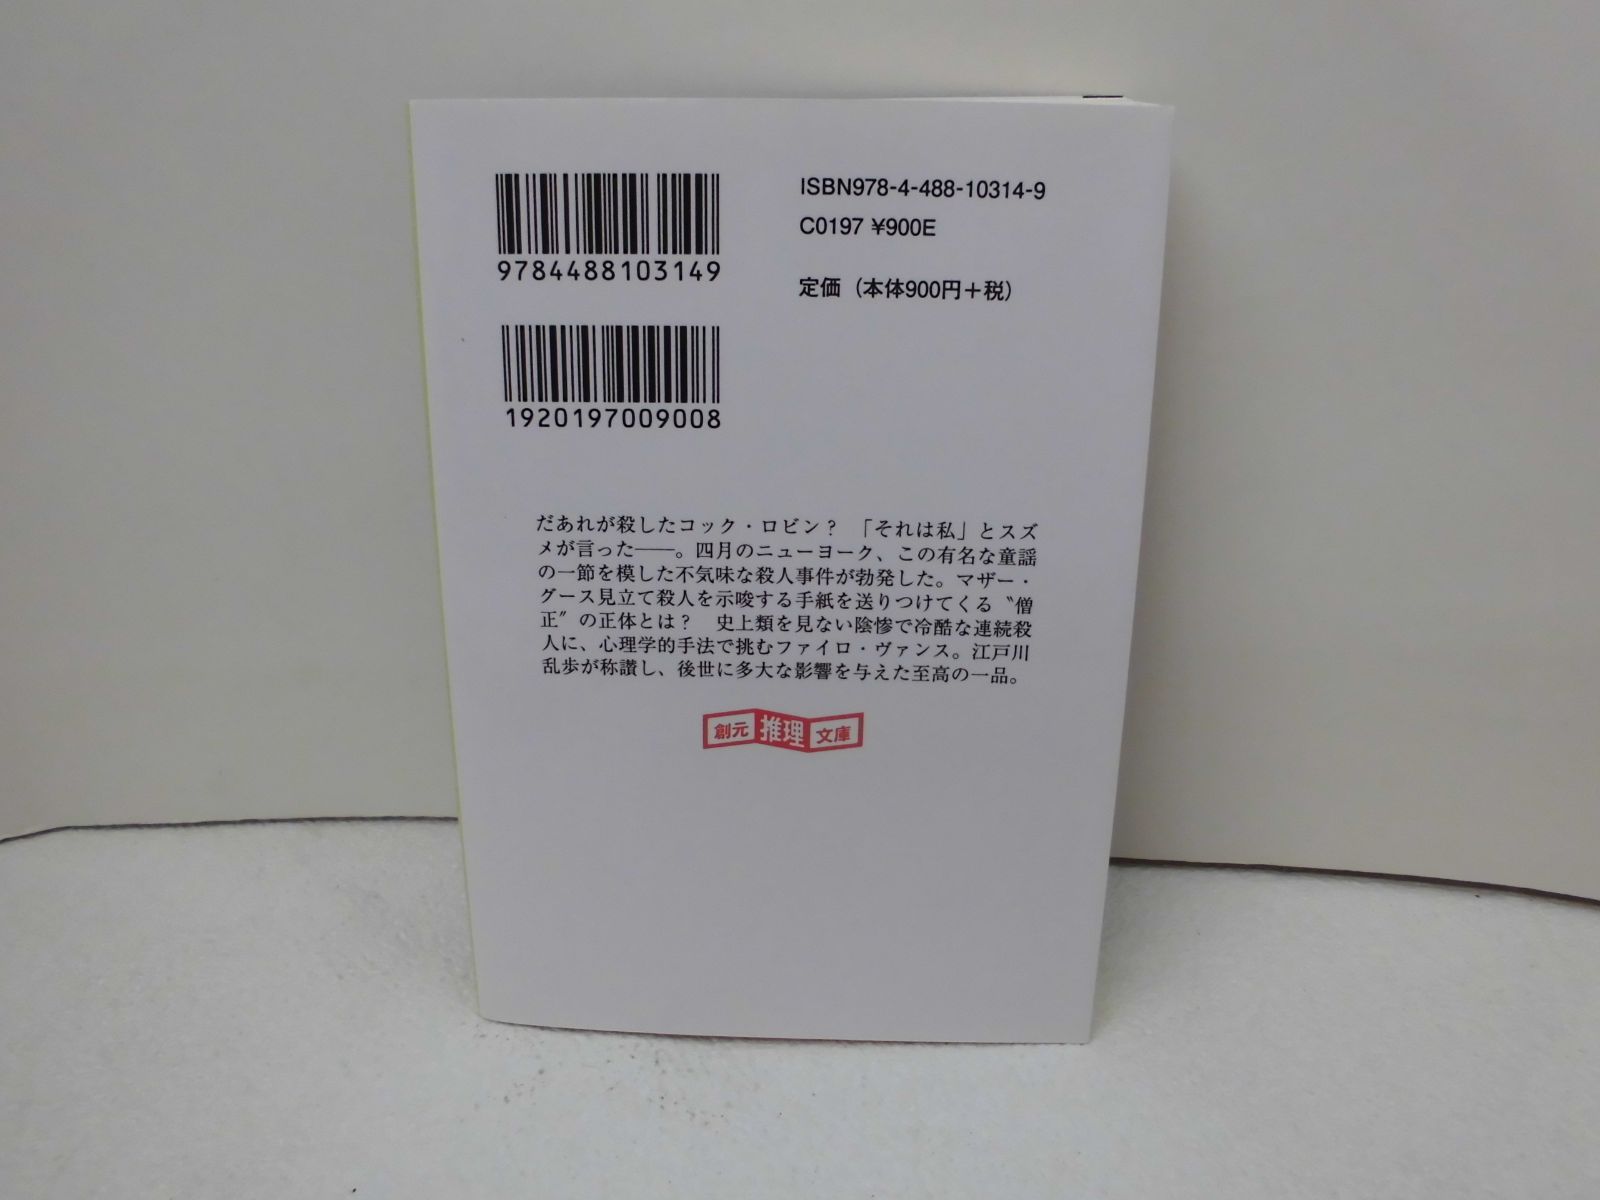 9784488103149
1920197009008
ISBN978-4-488-10314-9
C0197 ¥900E
定価（本体900円＋税）
だあれが殺したコック・ロビン？　「それは私」とスズ
メが言った――。四月のニューヨーク、この有名な童謡
の一節を模した不気味な殺人事件が勃発した。マザー・
グース見立て殺人を示唆する手紙を送りつけてくる〝僧
正〟の正体とは？　史上類を見ない陰惨で冷酷な連続殺
人に、心理学的手法で挑むファイロ・ヴァンス。江戸川
乱歩が称讃し、後世に多大な影響を与えた至高の一品。
創元推理文庫